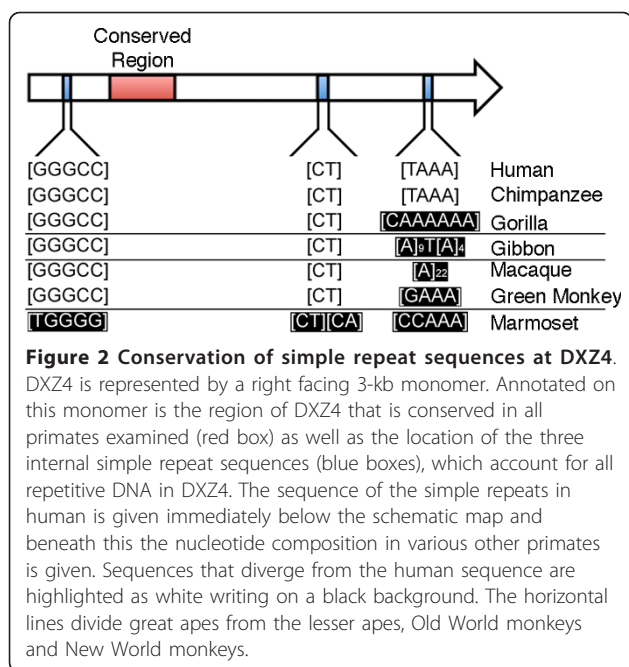 Conserved
Region
[GGGCC] [CT] [TAAA] Human
[GGGCC] [CT] [TAAA] Chimpanzee
[GGGCC] [CT] [CAAAAAA] Gorilla
[GGGCC] [CT] [A]₉T[A]₄ Gibbon
[GGGCC] [CT] [A]₂₂ Macaque
[GGGCC] [CT] [GAAA] Green Monkey
[TGGGG] [CT][CA] [CCAAA] Marmoset
Figure 2 Conservation of simple repeat sequences at DXZ4.
DXZ4 is represented by a right facing 3-kb monomer. Annotated on
this monomer is the region of DXZ4 that is conserved in all
primates examined (red box) as well as the location of the three
internal simple repeat sequences (blue boxes), which account for all
repetitive DNA in DXZ4. The sequence of the simple repeats in
human is given immediately below the schematic map and
beneath this the nucleotide composition in various other primates
is given. Sequences that diverge from the human sequence are
highlighted as white writing on a black background. The horizontal
lines divide great apes from the lesser apes, Old World monkeys
and New World monkeys.